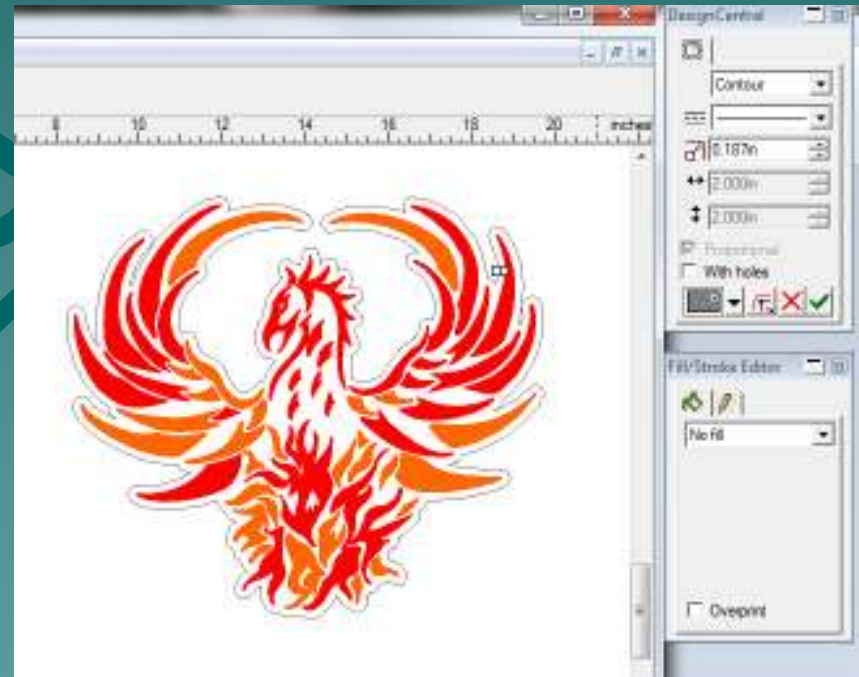 DesignCentral
Contour
8 10 12 14 16 18 20 inches
0.187in
2.000in
2.000in
Proportional
With holes
Fill/Stroke Editor
No fill
Overprint